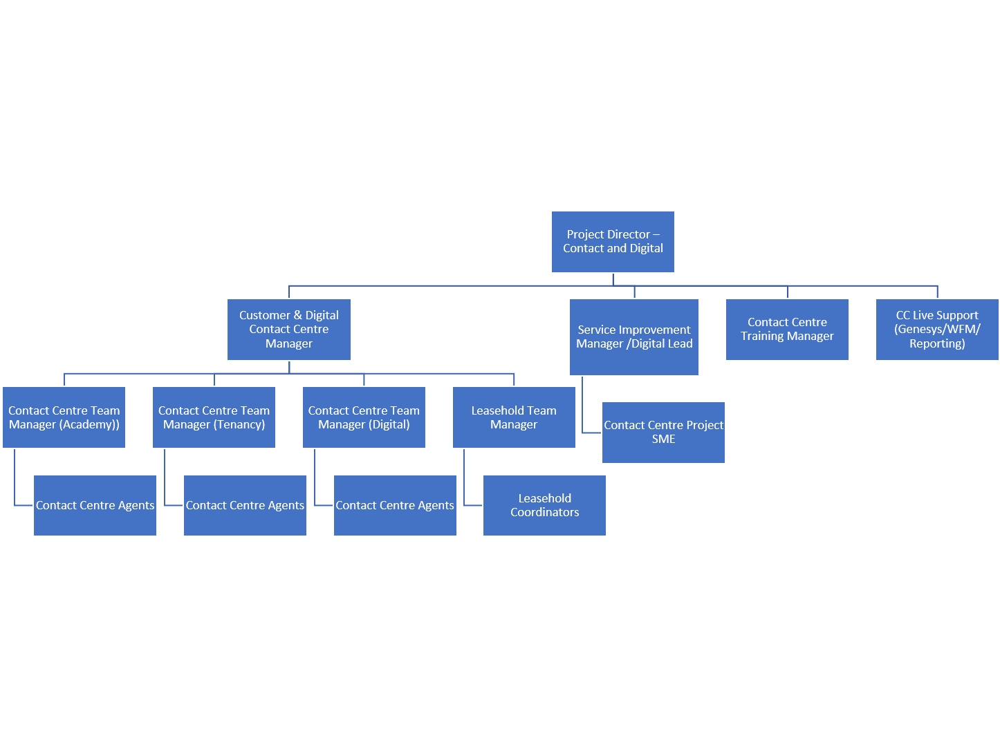 Project Director –
Contact and Digital
Customer & Digital
Contact Centre
Manager
Service Improvement
Manager /Digital Lead
Contact Centre
Training Manager
CC Live Support
(Genesys/WFM/
Reporting)
Contact Centre Team
Manager (Academy))
Contact Centre Team
Manager (Tenancy)
Contact Centre Team
Manager (Digital)
Leasehold Team
Manager
Contact Centre Project
SME
Contact Centre Agents
Contact Centre Agents
Contact Centre Agents
Leasehold
Coordinators